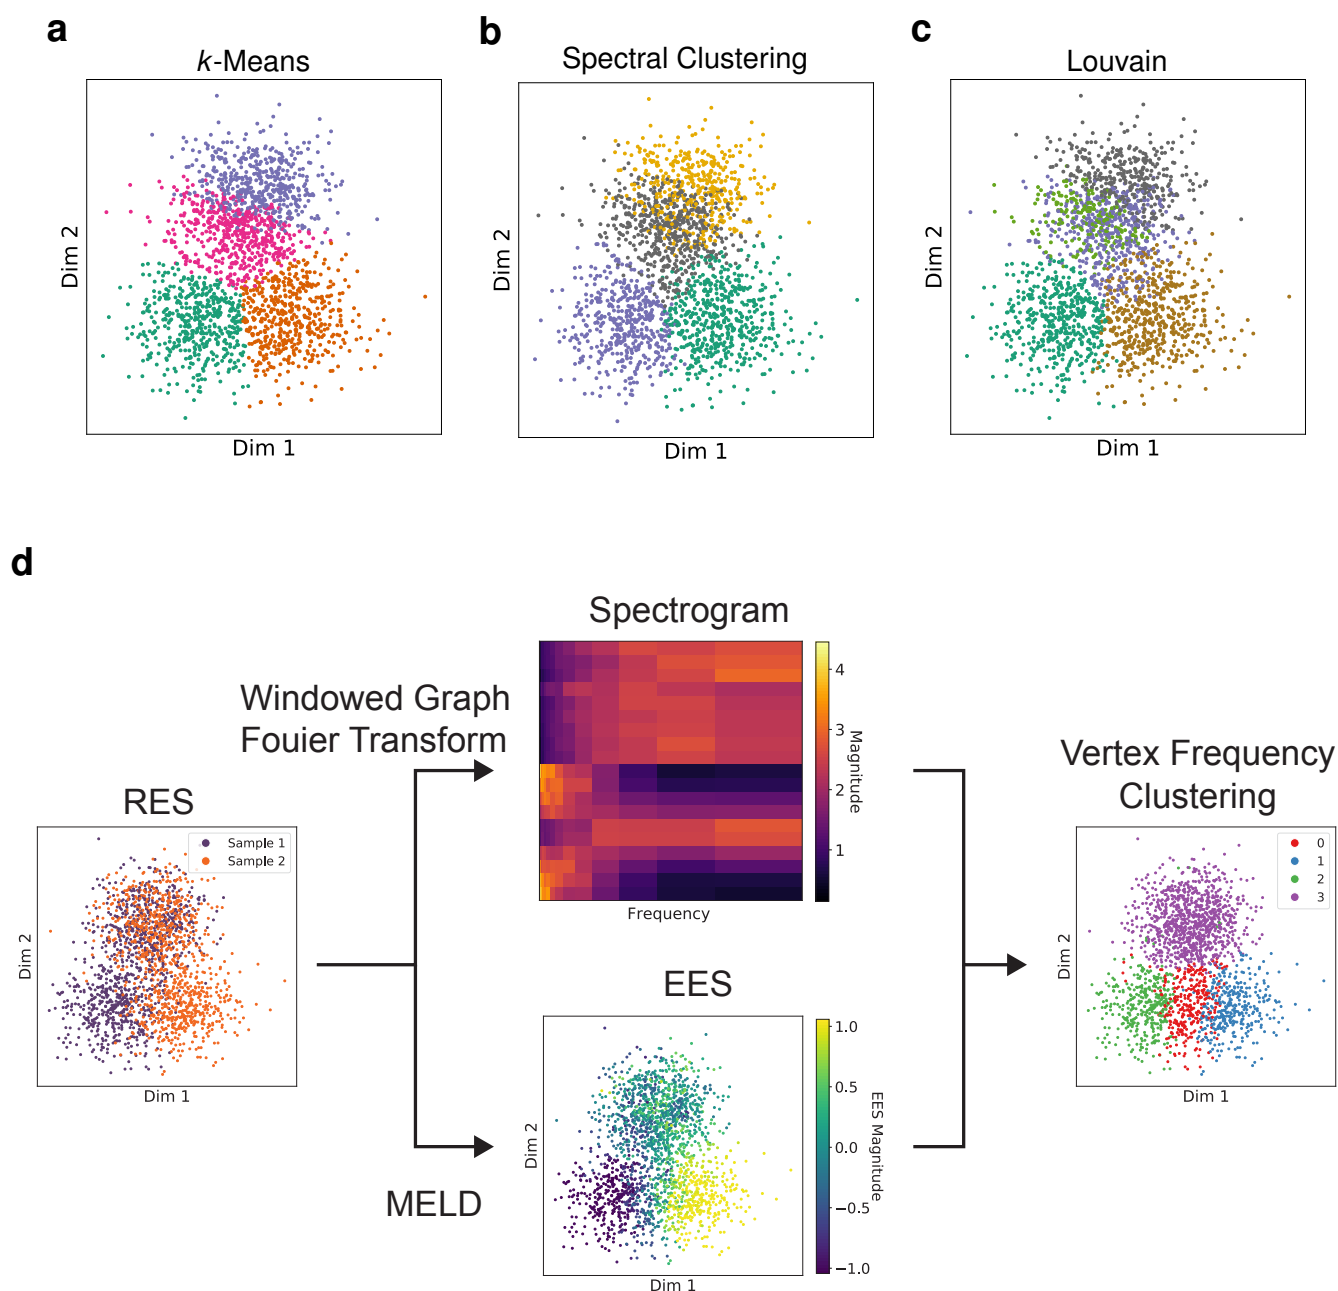 a
k-Means
Dim 2
Dim 1
b
Spectral Clustering
Dim 2
Dim 1
c
Louvain
Dim 2
Dim 1
d
RES
Sample 1
Sample 2
Dim 2
Dim 1
Windowed Graph
Fouier Transform
Spectrogram
4
3
2
1
Magnitude
Frequency
MELD
EES
1.0
0.5
0.0
−0.5
−1.0
EES Magnitude
Dim 2
Dim 1
Vertex Frequency
Clustering
0
1
2
3
Dim 2
Dim 1